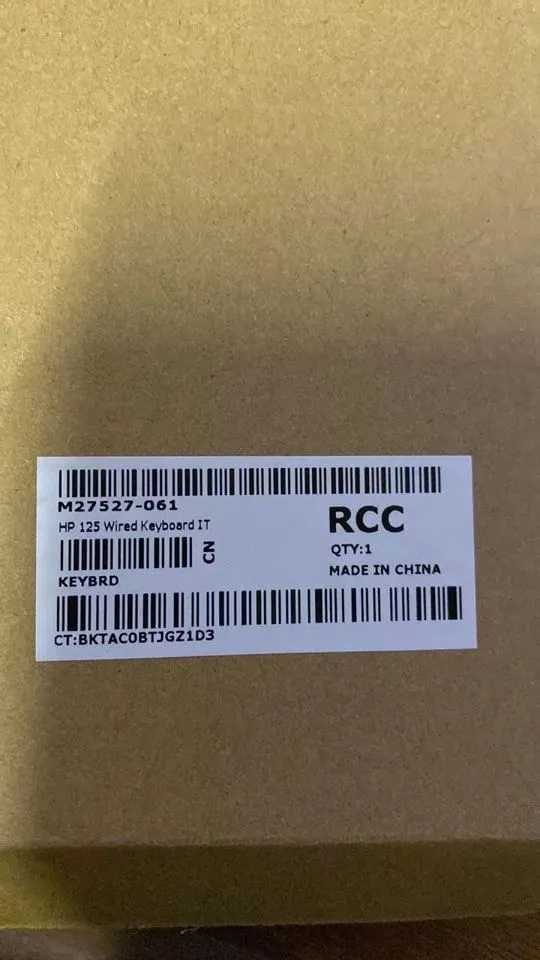 M27527-061
HP 125 Wired Keyboard IT
RCC
CN
QTY:1
KEYBRD
MADE IN CHINA
CT:BKTAC0BTJGZ1D3